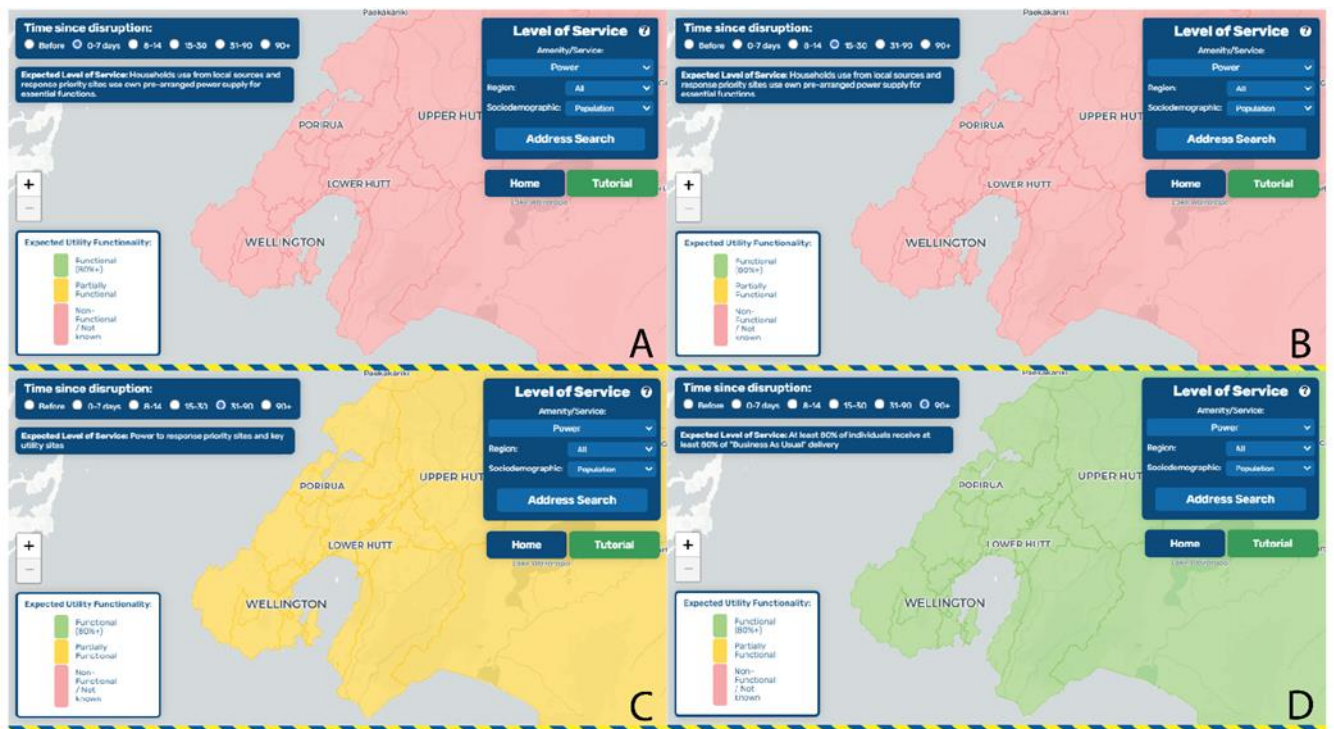 Paekākāriki
Time since disruption:
Before 0-7 days 8-14 15-30 31-90 90+
Expected Level of Service: Households use from local sources and
response priority sites use own pre-arranged power supply for
essential functions.
Level of Service ?
Amenity/Service:
Power
Region: All
Sociodemographic: Population
Address Search
Home Tutorial
PORIRUA
UPPER HUT
LOWER HUTT
WELLINGTON
+
−
Expected Utility Functionality:
Functional
(80%+)
Partially
Functional
Non-
Functional
/ Not
known
A
Time since disruption:
Before 0-7 days 8-14 15-30 31-90 90+
Expected Level of Service: Households use from local sources and
response priority sites use own pre-arranged power supply for
essential functions.
Level of Service ?
Amenity/Service:
Power
Region: All
Sociodemographic: Population
Address Search
Home Tutorial
PORIRUA
UPPER HUT
LOWER HUTT
WELLINGTON
+
−
Expected Utility Functionality:
Functional
(80%+)
Partially
Functional
Non-
Functional
/ Not
known
B
Time since disruption:
Before 0-7 days 8-14 15-30 31-90 90+
Expected Level of Service: Power to response priority sites and key
utility sites
Level of Service ?
Amenity/Service:
Power
Region: All
Sociodemographic: Population
Address Search
Home Tutorial
PORIRUA
UPPER HUT
LOWER HUTT
WELLINGTON
+
−
Expected Utility Functionality:
Functional
(80%+)
Partially
Functional
Non-
Functional
/ Not
known
C
Time since disruption:
Before 0-7 days 8-14 15-30 31-90 90+
Expected Level of Service: At least 80% of individuals receive at
least 80% of "Business As Usual" delivery
Level of Service ?
Amenity/Service:
Power
Region: All
Sociodemographic: Population
Address Search
Home Tutorial
PORIRUA
UPPER HUT
LOWER HUTT
WELLINGTON
+
−
Expected Utility Functionality:
Functional
(80%+)
Partially
Functional
Non-
Functional
/ Not
known
D